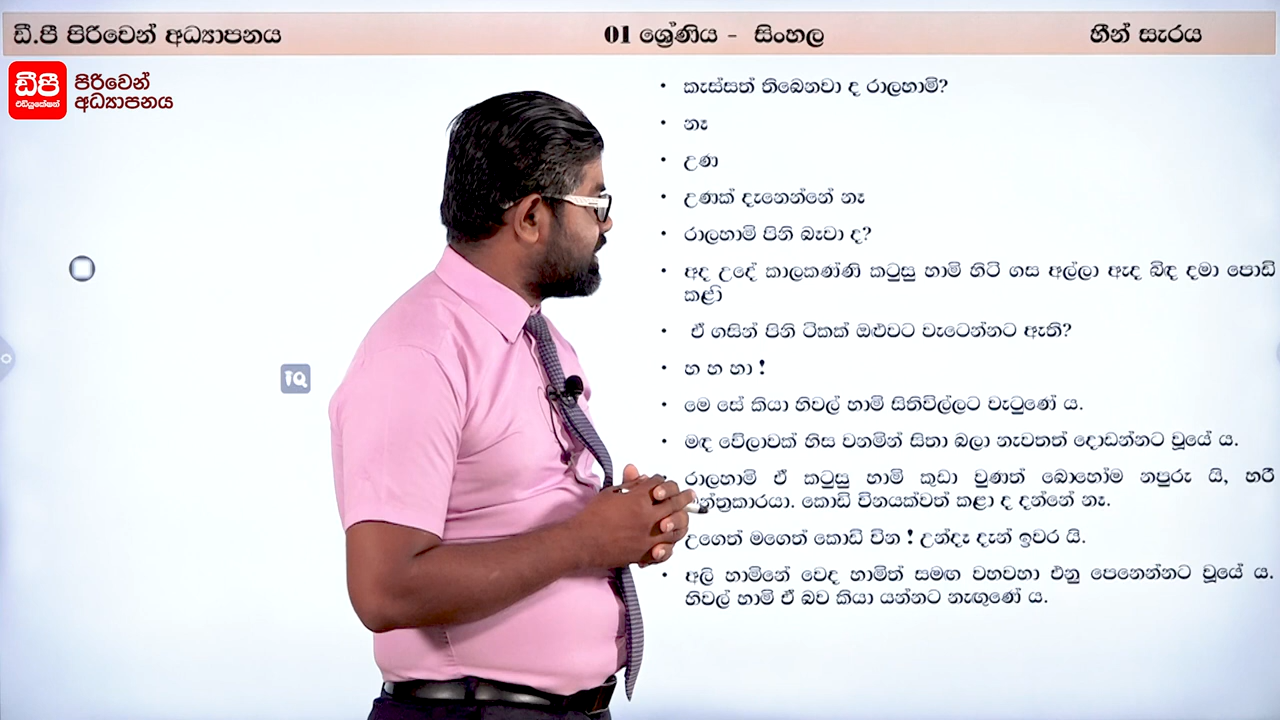 ඩී.පී පිරිවෙන් අධ්‍යාපනය 01 ශ්‍රේණිය - සිංහල හීන් සැරය
ඩීපී
එඩියුකේෂන්
පිරිවෙන්
අධ්‍යාපනය
• කැස්සත් තිබෙනවා ද රාලහාමි?
• නෑ
• උණ
• උණක් දැනෙන්නේ නෑ
• රාලහාමි පිනි බෑවා ද?
• අද උදේ කාලකණ්ණි කටුසු හාමි හිටි ගස අල්ලා ඇද බිඳ දමා පොඩි
කළා
• ඒ ගසින් පිනි ටිකක් ඔළුවට වැටෙන්නට ඇති?
• හ හ හා !
• මෙ සේ කියා හිවල් හාමි සිතිවිල්ලට වැටුණේ ය.
• මඳ වේලාවක් හිස වනමින් සිතා බලා නැවතත් දොඩන්නට වූයේ ය.
රාලහාමි ඒ කටුසු හාමි කුඩා වුණත් බොහෝම නපුරු යි, හරි
කොඩි විනයක්වත් කළා ද දන්නේ නෑ.
උගෙත් මගෙත් කොඩි වින ! උන්දෑ දැන් ඉවර යි.
• අලි හාමිනේ වෙද හාමිත් සමඟ වහවහා එනු පෙනෙන්නට වූයේ ය.
හිවල් හාමි ඒ බව කියා යන්නට නැඟුණේ ය.